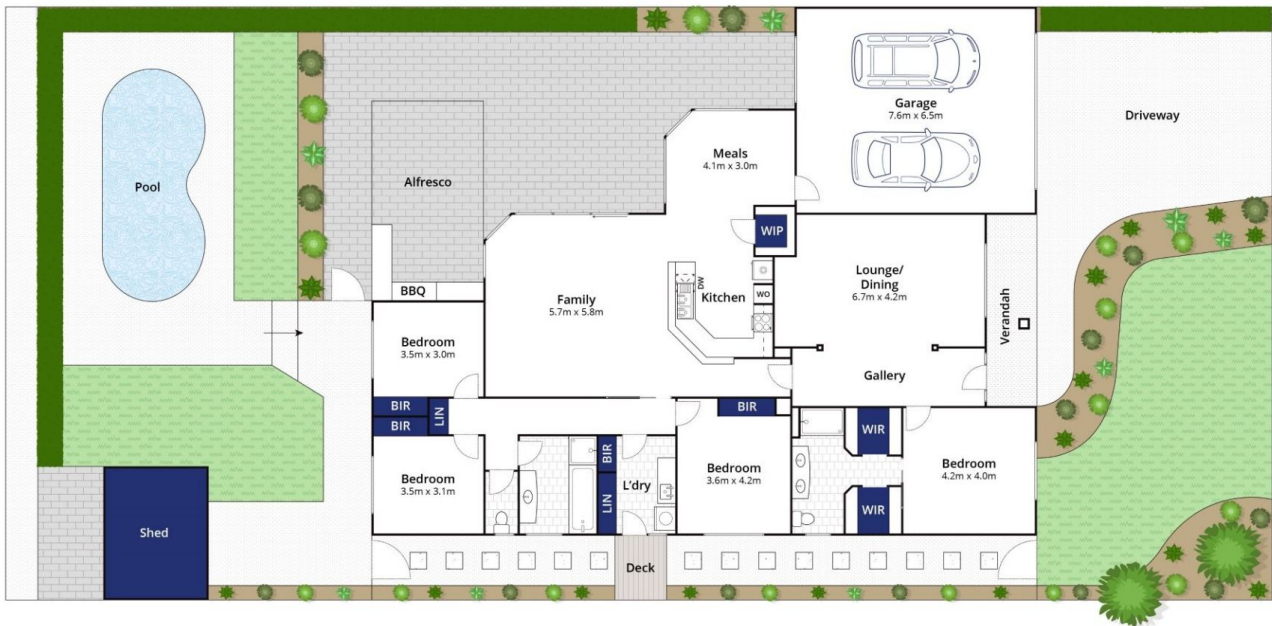 Garage
7.6m x 6.5m
Driveway
Meals
4.1m x 3.0m
Pool
Alfresco
WIP
Lounge/
Dining
6.7m x 4.2m
BBQ
Family
5.7m x 5.8m
DW
Kitchen
WO
Verandah
Bedroom
3.5m x 3.0m
Gallery
BIR
BIR
LIN
BIR
WIR
Bedroom
3.5m x 3.1m
BIR
LIN
L'dry
Bedroom
3.6m x 4.2m
WIR
Bedroom
4.2m x 4.0m
Shed
Deck